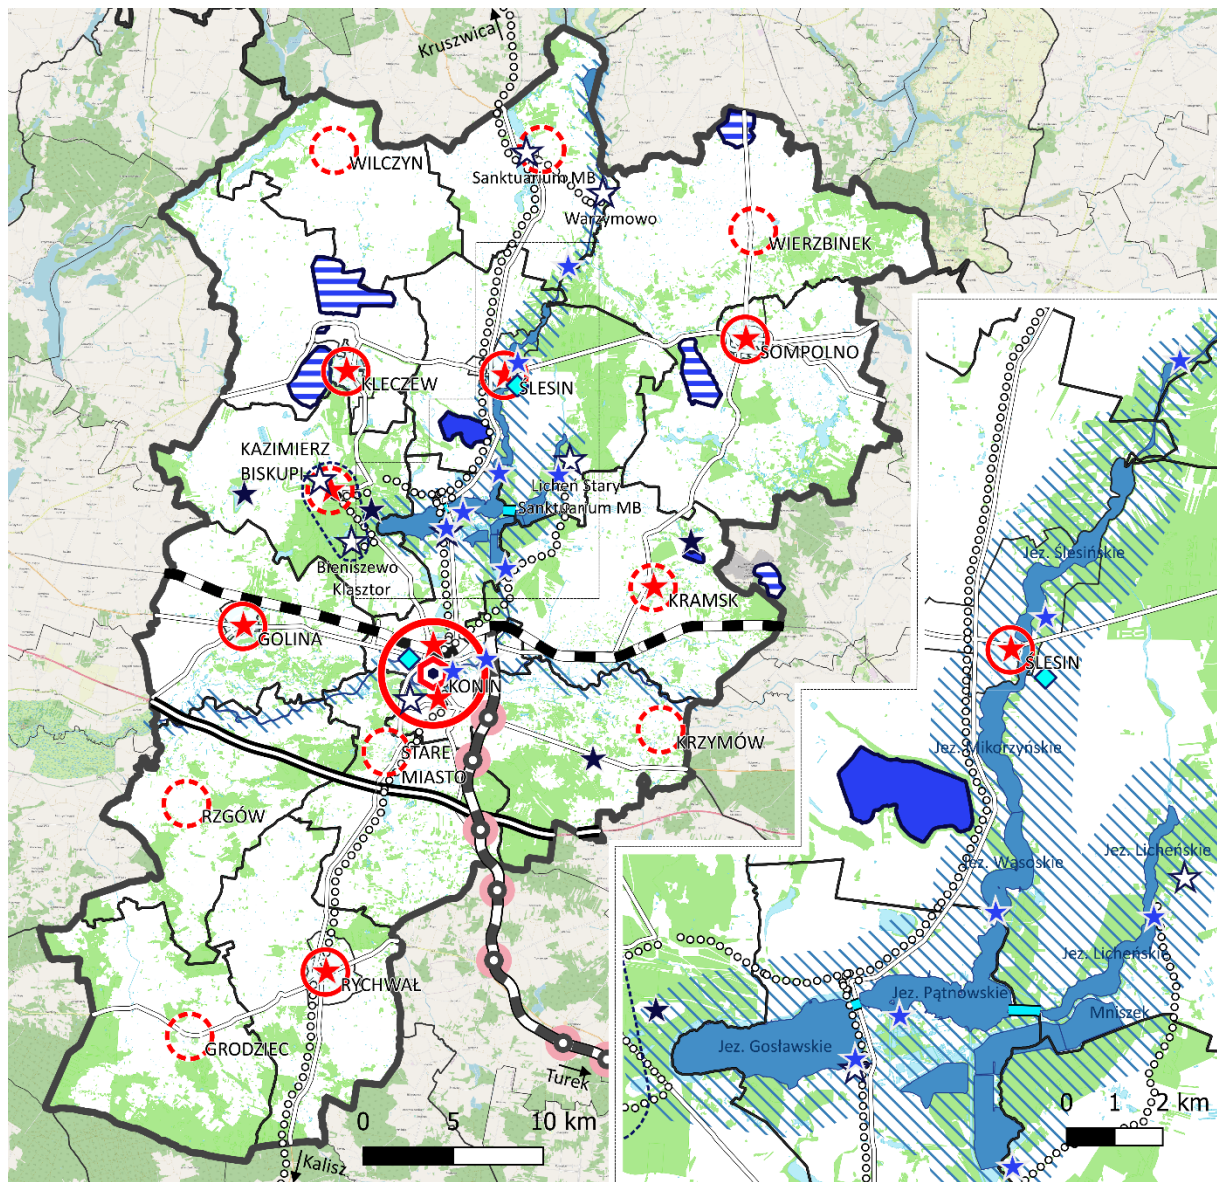 Kruszwica
WILCZYN
Sanktuarium MB
Warzymowo
WIERZBINEK
SOMPOLNO
KLECZEW
ŚLESIN
KAZIMIERZ
BISKUPI
Licheń Stary
Sanktuarium MB
Bieniszewo
Klasztor
KRAMSK
GOLINA
KONIN
KRZYMÓW
STARE
MIASTO
RZGÓW
RYCHWAŁ
GRODZIEC
Turek
Kalisz
0 5 10 km
Jez. Ślesińskie
ŚLESIN
Jez. Mikorzyńskie
Jez. Wąsoskie
Jez. Licheńskie
Jez. Licheńskie
Jez. Pątnowskie
Mniszek
Jez. Gosławskie
0 1 2 km